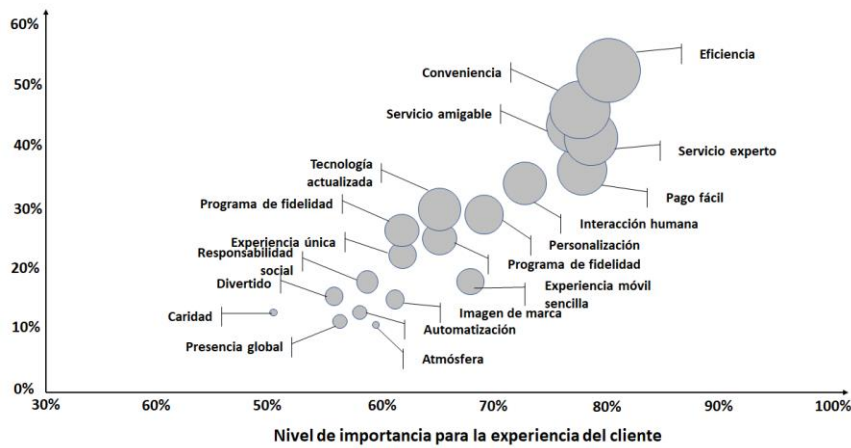 60%
Eficiencia
Conveniencia
50%
Servicio amigable
40%
Servicio experto
Tecnología
actualizada
Pago fácil
Programa de fidelidad
30%
Interacción humana
Experiencia única
Personalización
Responsabilidad
social
Programa de fidelidad
20%
Divertido
Experiencia móvil
sencilla
Caridad
Imagen de marca
10%
Automatización
Presencia global
Atmósfera
0%
30%
60%
50%
60%
70%
80%
90%
100%
Nivel de importancia para la experiencia del cliente